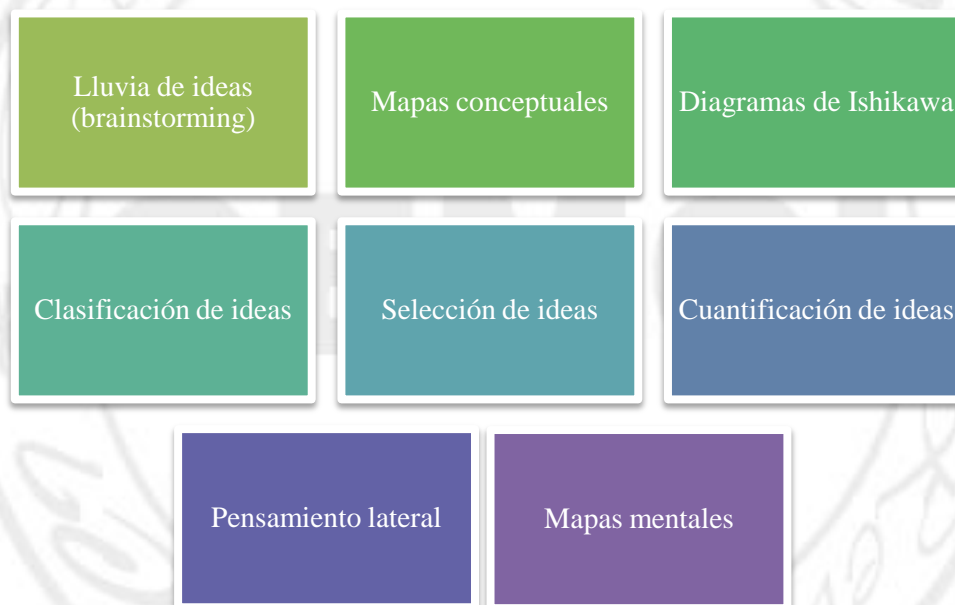 Lluvia de ideas
(brainstorming)
Mapas conceptuales
Diagramas de Ishikawa
Clasificación de ideas
Selección de ideas
Cuantificación de ideas
Pensamiento lateral
Mapas mentales